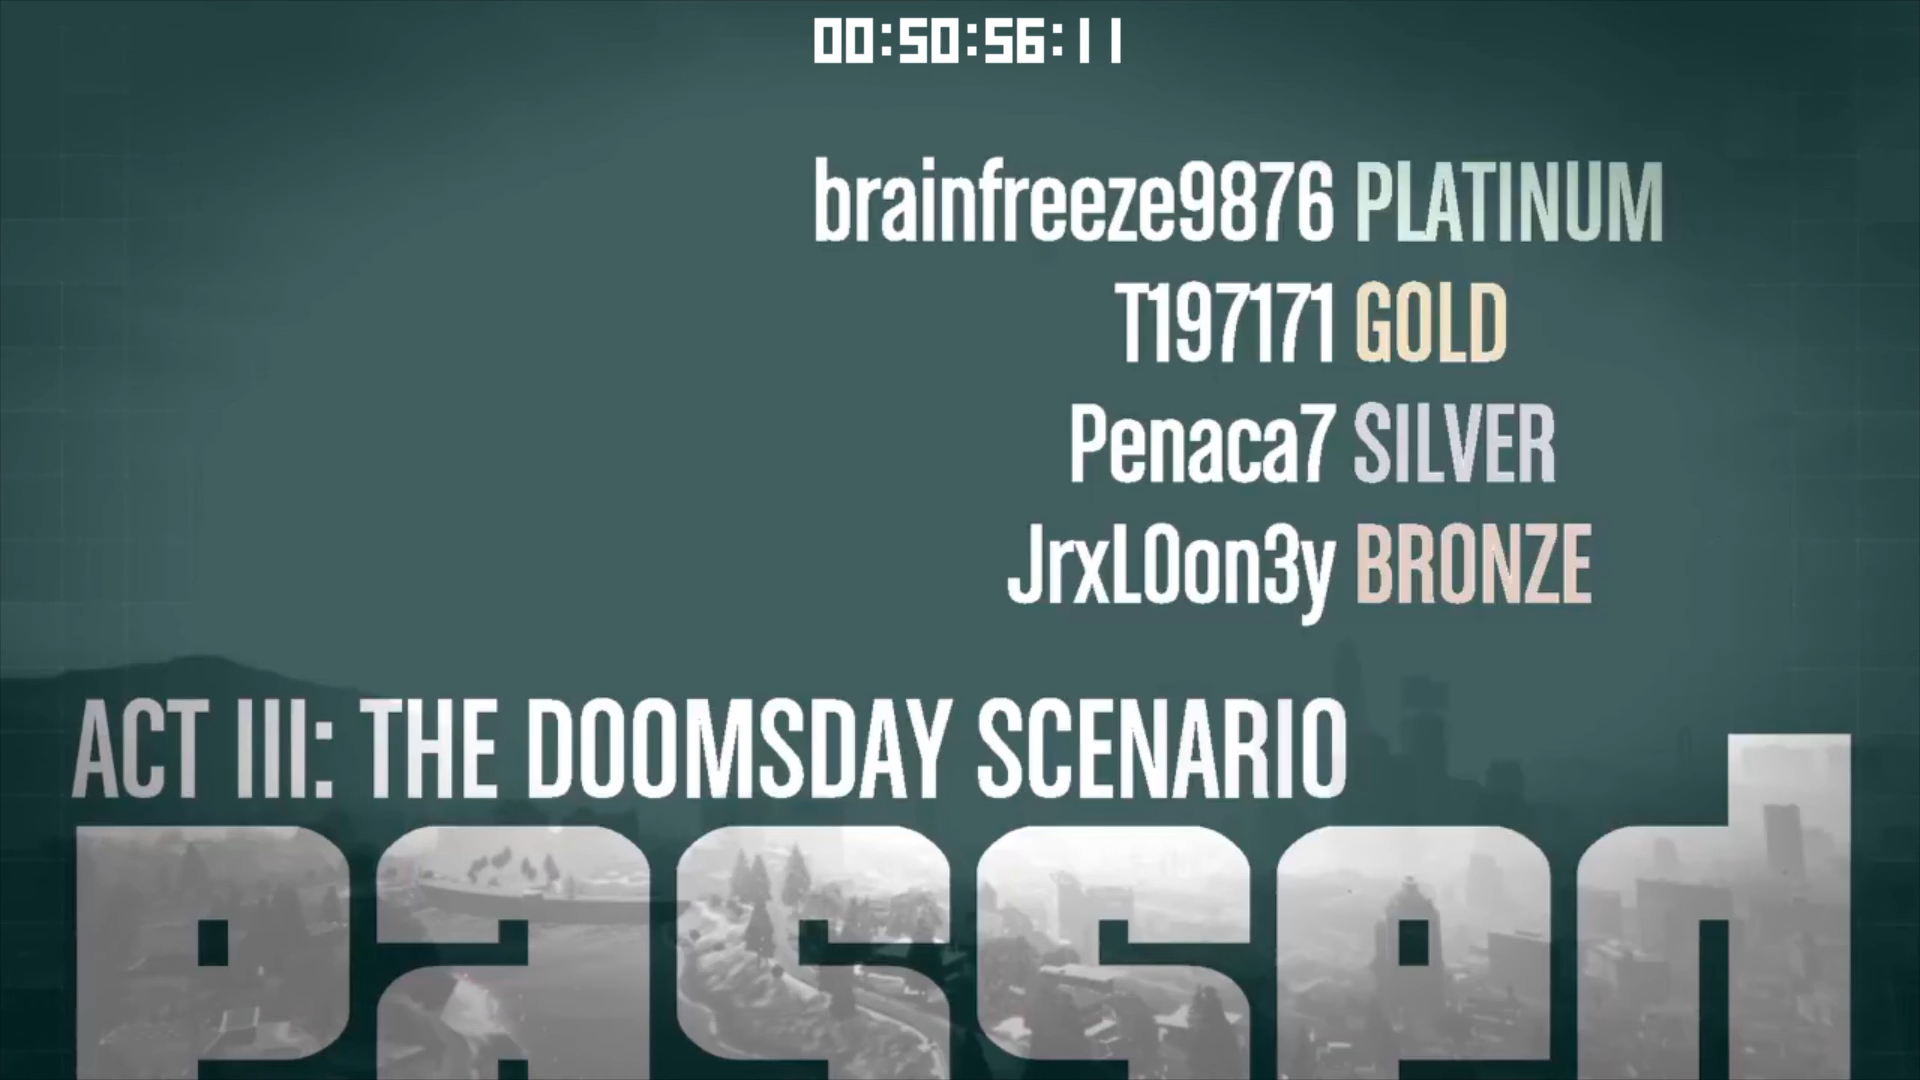 00:50:56:11
brainfreeze9876 PLATINUM
T197171 GOLD
Penaca7 SILVER
JrxL0on3y BRONZE
ACT III: THE DOOMSDAY SCENARIO
passed